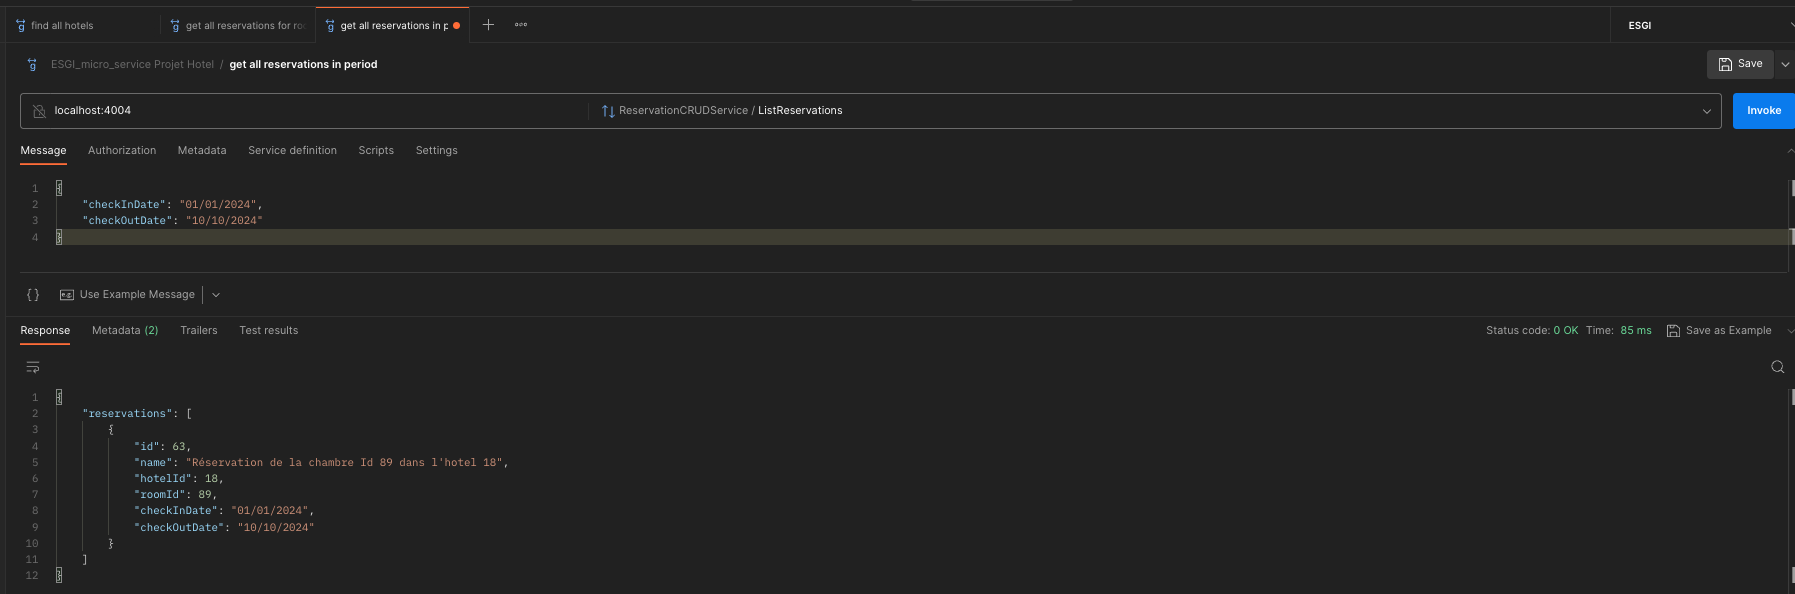 find all hotels
get all reservations for roo
get all reservations in p
ESGI
ESGI_micro_service Projet Hotel / get all reservations in period
Save
localhost:4004
ReservationCRUDService / ListReservations
Invoke
Message Authorization Metadata Service definition Scripts Settings
1 {
2 "checkInDate": "01/01/2024",
3 "checkOutDate": "10/10/2024"
4 }
{} Use Example Message
Response Metadata (2) Trailers Test results
Status code: 0 OK Time: 85 ms Save as Example
1 {
2 "reservations": [
3 {
4 "id": 63,
5 "name": "Réservation de la chambre Id 89 dans l'hotel 18",
6 "hotelId": 18,
7 "roomId": 89,
8 "checkInDate": "01/01/2024",
9 "checkOutDate": "10/10/2024"
10 }
11 ]
12 }